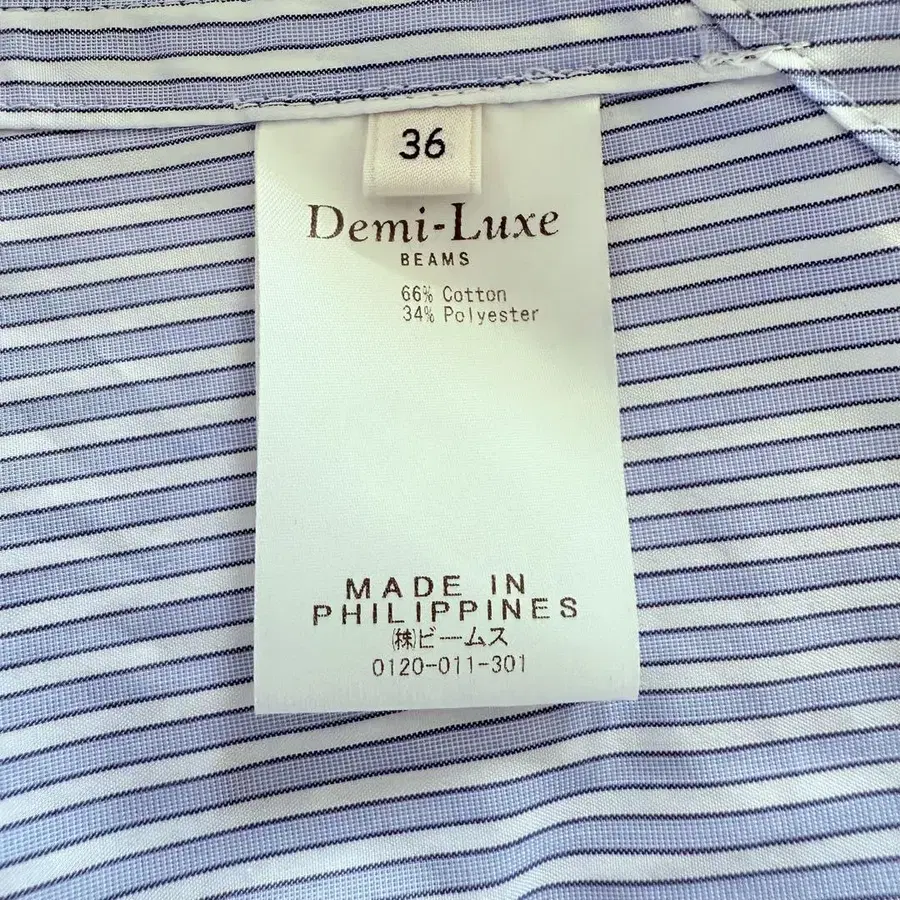 36
Demi-Luxe
BEAMS
66% Cotton
34% Polyester
MADE IN
PHILIPPINES
㈱ビームス
0120-011-301